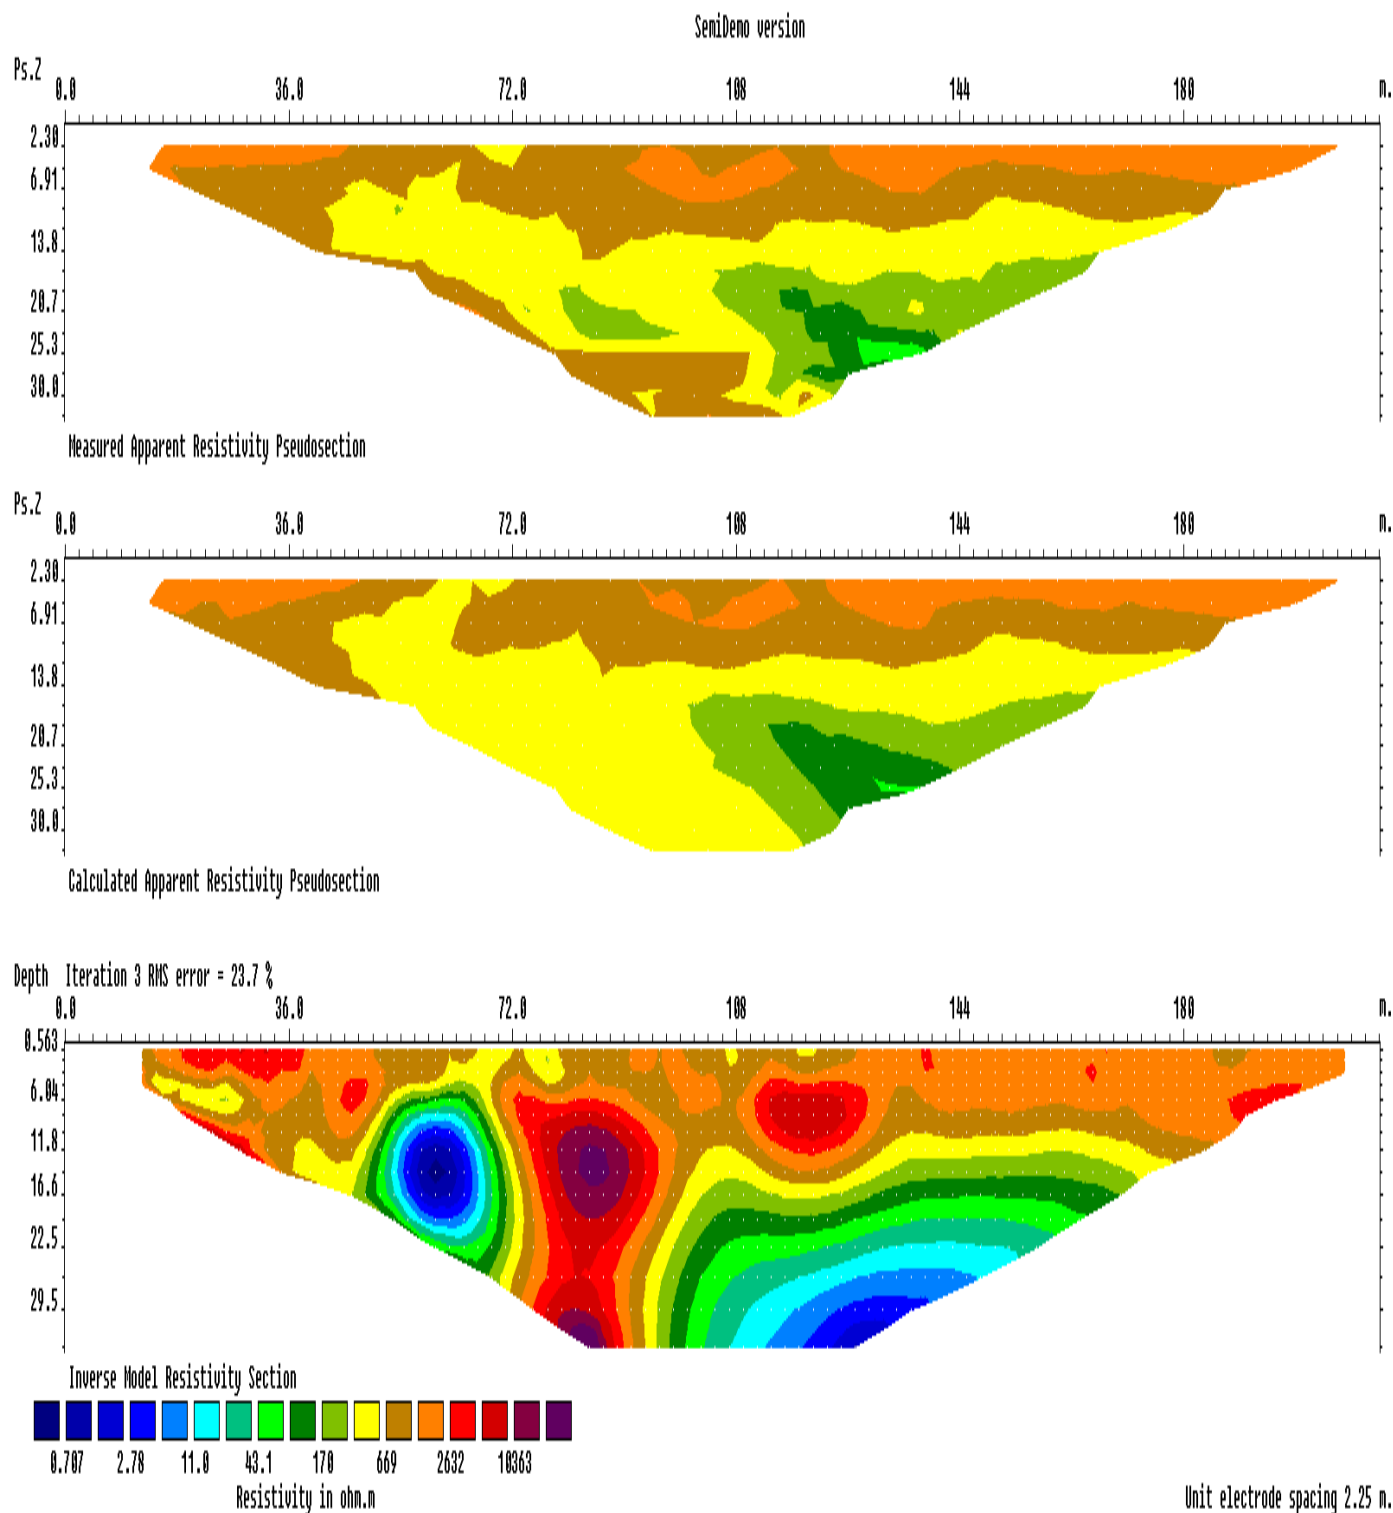 SemiDemo version
Ps.Z
0.0 36.0 72.0 108 144 180 m.
2.30
6.91
13.8
20.7
25.3
30.0
Measured Apparent Resistivity Pseudosection
Ps.Z
0.0 36.0 72.0 108 144 180 m.
2.30
6.91
13.8
20.7
25.3
30.0
Calculated Apparent Resistivity Pseudosection
Depth Iteration 3 RMS error = 23.7 %
0.0 36.0 72.0 108 144 180 m.
0.563
6.04
11.8
16.6
22.5
29.5
Inverse Model Resistivity Section
0.707 2.78 11.0 43.1 170 669 2632 10363
Resistivity in ohm.m
Unit electrode spacing 2.25 m.